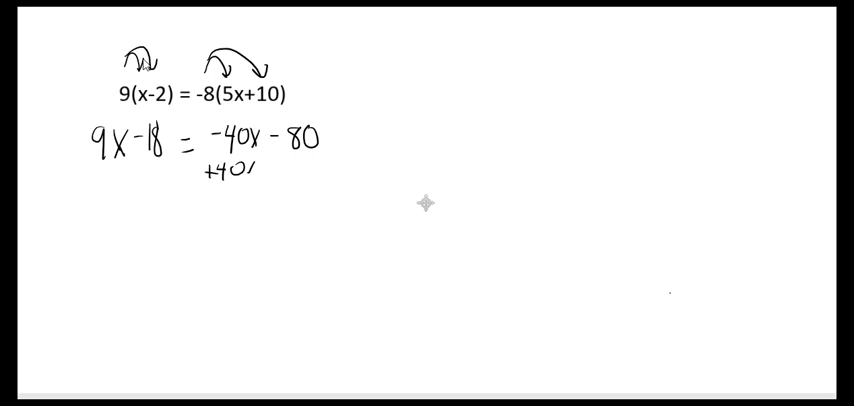 9(x-2) = -8(5x+10)
9x-18 = -40x - 80
+40